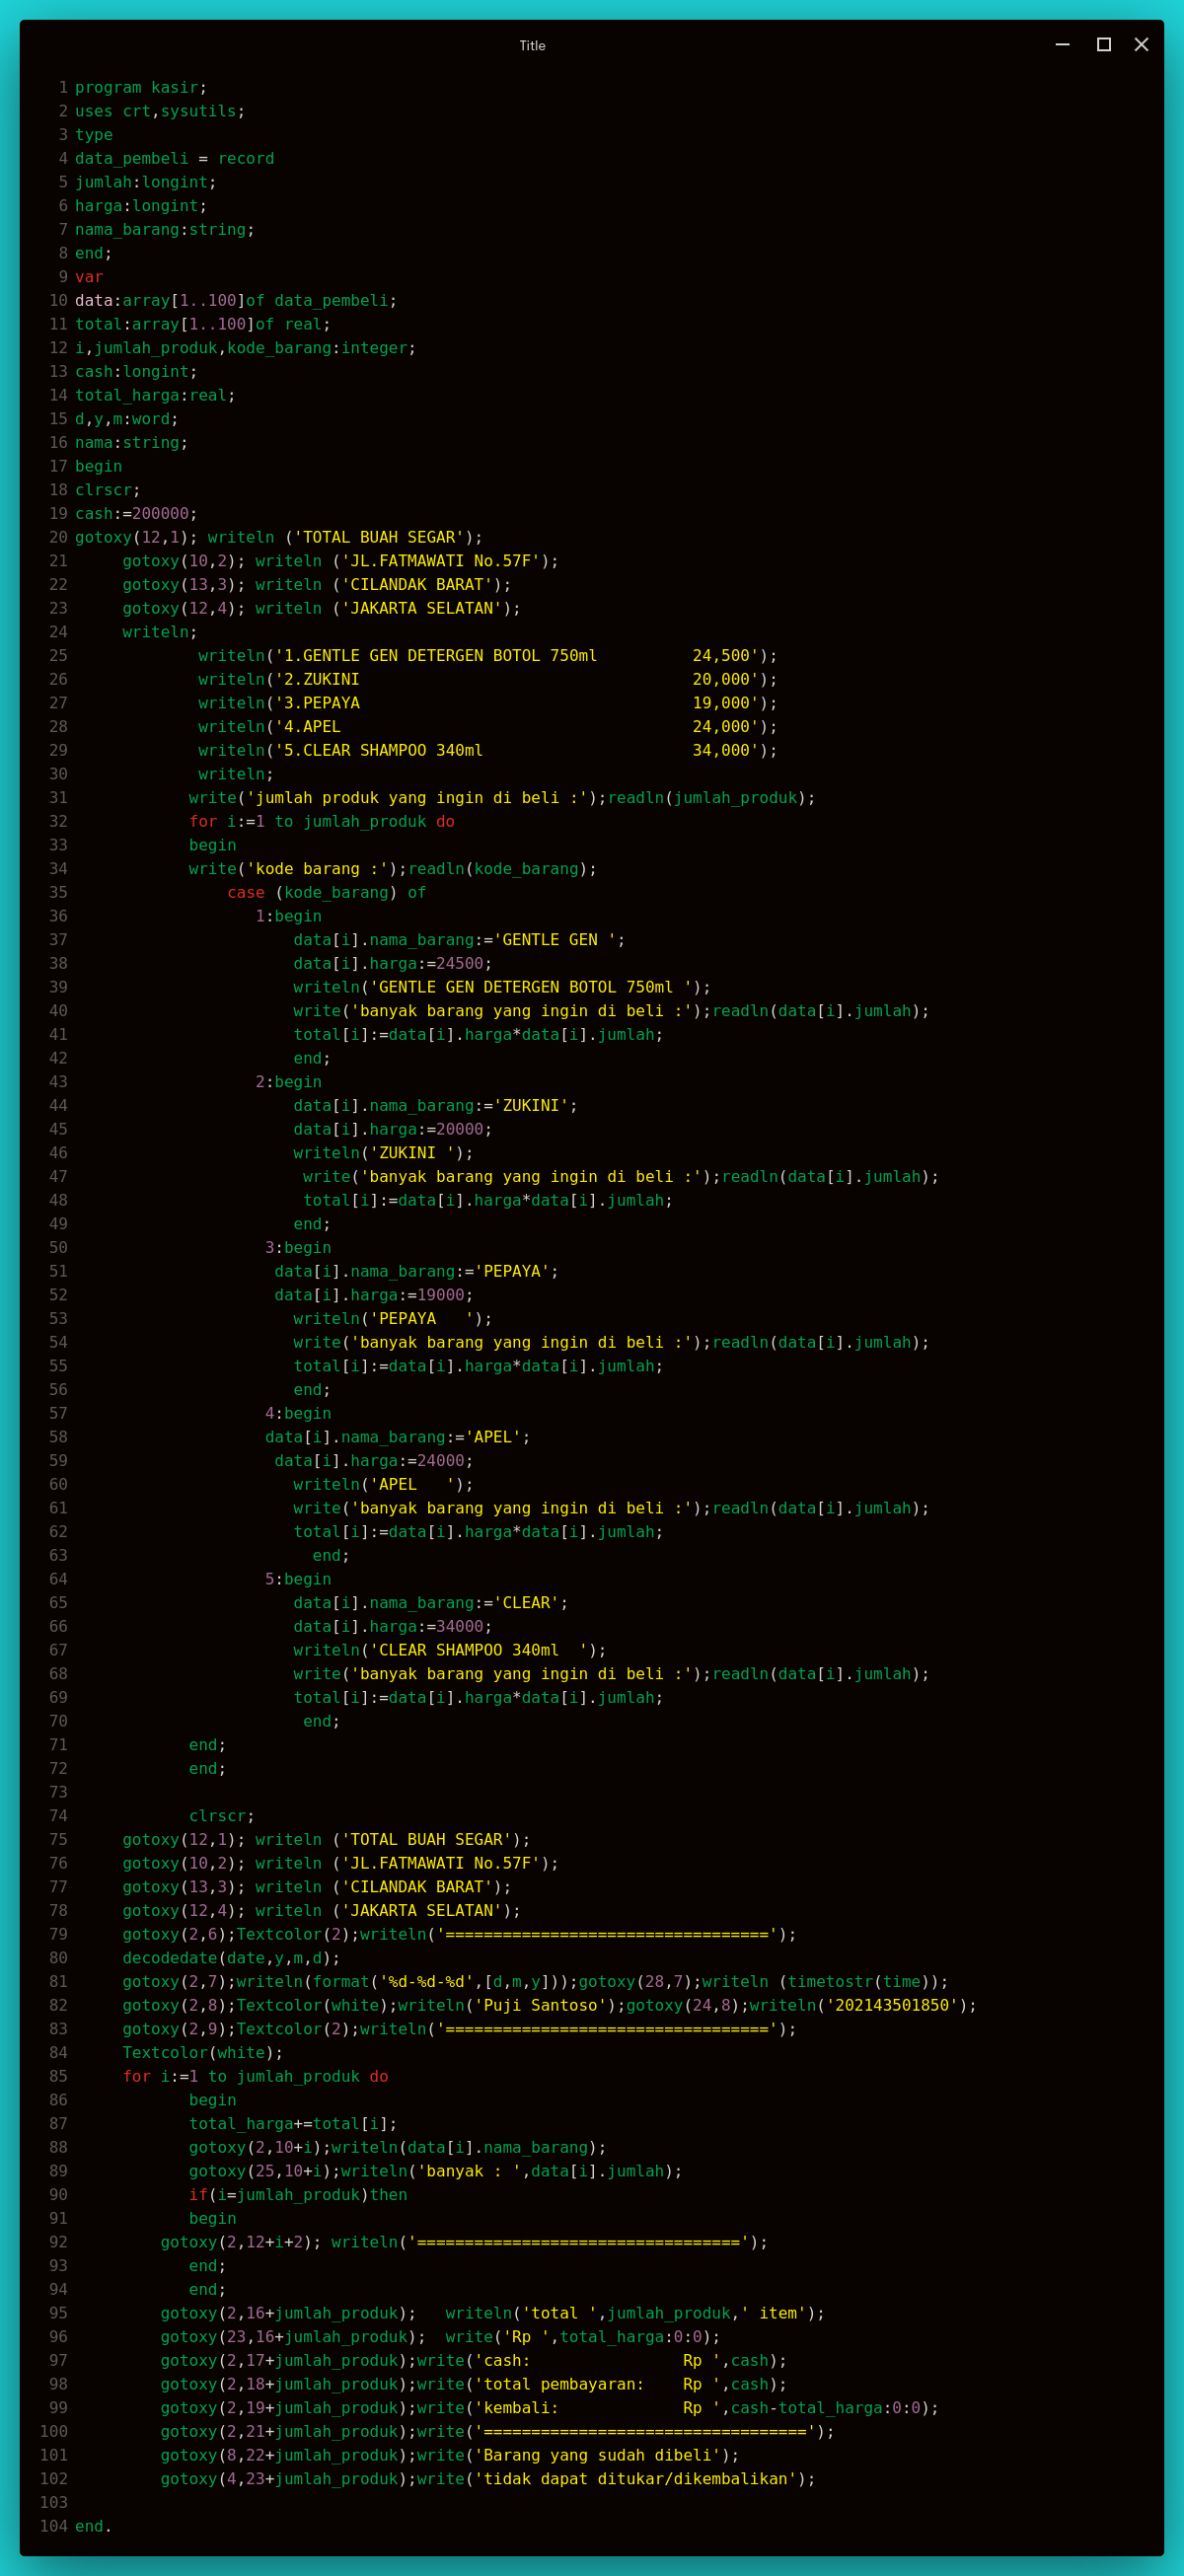 Title
1 program kasir;
2 uses crt,sysutils;
3 type
4 data_pembeli = record
5 jumlah:longint;
6 harga:longint;
7 nama_barang:string;
8 end;
9 var
10 data:array[1..100]of data_pembeli;
11 total:array[1..100]of real;
12 i,jumlah_produk,kode_barang:integer;
13 cash:longint;
14 total_harga:real;
15 d,y,m:word;
16 nama:string;
17 begin
18 clrscr;
19 cash:=200000;
20 gotoxy(12,1); writeln ('TOTAL BUAH SEGAR');
21      gotoxy(10,2); writeln ('JL.FATMAWATI No.57F');
22      gotoxy(13,3); writeln ('CILANDAK BARAT');
23      gotoxy(12,4); writeln ('JAKARTA SELATAN');
24      writeln;
25              writeln('1.GENTLE GEN DETERGEN BOTOL 750ml          24,500');
26              writeln('2.ZUKINI                                   20,000');
27              writeln('3.PEPAYA                                   19,000');
28              writeln('4.APEL                                     24,000');
29              writeln('5.CLEAR SHAMPOO 340ml                      34,000');
30              writeln;
31             write('jumlah produk yang ingin di beli :');readln(jumlah_produk);
32             for i:=1 to jumlah_produk do
33             begin
34             write('kode barang :');readln(kode_barang);
35                 case (kode_barang) of
36                    1:begin
37                        data[i].nama_barang:='GENTLE GEN ';
38                        data[i].harga:=24500;
39                        writeln('GENTLE GEN DETERGEN BOTOL 750ml ');
40                        write('banyak barang yang ingin di beli :');readln(data[i].jumlah);
41                        total[i]:=data[i].harga*data[i].jumlah;
42                        end;
43                    2:begin
44                        data[i].nama_barang:='ZUKINI';
45                        data[i].harga:=20000;
46                        writeln('ZUKINI ');
47                         write('banyak barang yang ingin di beli :');readln(data[i].jumlah);
48                         total[i]:=data[i].harga*data[i].jumlah;
49                        end;
50                     3:begin
51                      data[i].nama_barang:='PEPAYA';
52                      data[i].harga:=19000;
53                        writeln('PEPAYA   ');
54                        write('banyak barang yang ingin di beli :');readln(data[i].jumlah);
55                        total[i]:=data[i].harga*data[i].jumlah;
56                        end;
57                     4:begin
58                     data[i].nama_barang:='APEL';
59                      data[i].harga:=24000;
60                        writeln('APEL   ');
61                        write('banyak barang yang ingin di beli :');readln(data[i].jumlah);
62                        total[i]:=data[i].harga*data[i].jumlah;
63                          end;
64                     5:begin
65                        data[i].nama_barang:='CLEAR';
66                        data[i].harga:=34000;
67                        writeln('CLEAR SHAMPOO 340ml  ');
68                        write('banyak barang yang ingin di beli :');readln(data[i].jumlah);
69                        total[i]:=data[i].harga*data[i].jumlah;
70                         end;
71             end;
72             end;
73
74             clrscr;
75      gotoxy(12,1); writeln ('TOTAL BUAH SEGAR');
76      gotoxy(10,2); writeln ('JL.FATMAWATI No.57F');
77      gotoxy(13,3); writeln ('CILANDAK BARAT');
78      gotoxy(12,4); writeln ('JAKARTA SELATAN');
79      gotoxy(2,6);Textcolor(2);writeln('==================================');
80      decodedate(date,y,m,d);
81      gotoxy(2,7);writeln(format('%d-%d-%d',[d,m,y]));gotoxy(28,7);writeln (timetostr(time));
82      gotoxy(2,8);Textcolor(white);writeln('Puji Santoso');gotoxy(24,8);writeln('202143501850');
83      gotoxy(2,9);Textcolor(2);writeln('==================================');
84      Textcolor(white);
85      for i:=1 to jumlah_produk do
86             begin
87             total_harga+=total[i];
88             gotoxy(2,10+i);writeln(data[i].nama_barang);
89             gotoxy(25,10+i);writeln('banyak : ',data[i].jumlah);
90             if(i=jumlah_produk)then
91             begin
92          gotoxy(2,12+i+2); writeln('==================================');
93             end;
94             end;
95          gotoxy(2,16+jumlah_produk);   writeln('total ',jumlah_produk,' item');
96          gotoxy(23,16+jumlah_produk);  write('Rp ',total_harga:0:0);
97          gotoxy(2,17+jumlah_produk);write('cash:                Rp ',cash);
98          gotoxy(2,18+jumlah_produk);write('total pembayaran:    Rp ',cash);
99          gotoxy(2,19+jumlah_produk);write('kembali:             Rp ',cash-total_harga:0:0);
100          gotoxy(2,21+jumlah_produk);write('==================================');
101          gotoxy(8,22+jumlah_produk);write('Barang yang sudah dibeli');
102          gotoxy(4,23+jumlah_produk);write('tidak dapat ditukar/dikembalikan');
103
104 end.